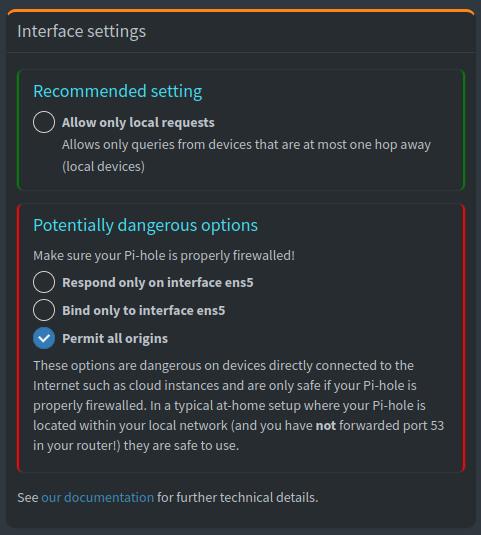 Interface settings
Recommended setting
Allow only local requests
Allows only queries from devices that are at most one hop away
(local devices)
Potentially dangerous options
Make sure your Pi-hole is properly firewalled!
Respond only on interface ens5
Bind only to interface ens5
Permit all origins
These options are dangerous on devices directly connected to the
Internet such as cloud instances and are only safe if your Pi-hole is
properly firewalled. In a typical at-home setup where your Pi-hole is
located within your local network (and you have not forwarded port 53
in your router!) they are safe to use.
See our documentation for further technical details.